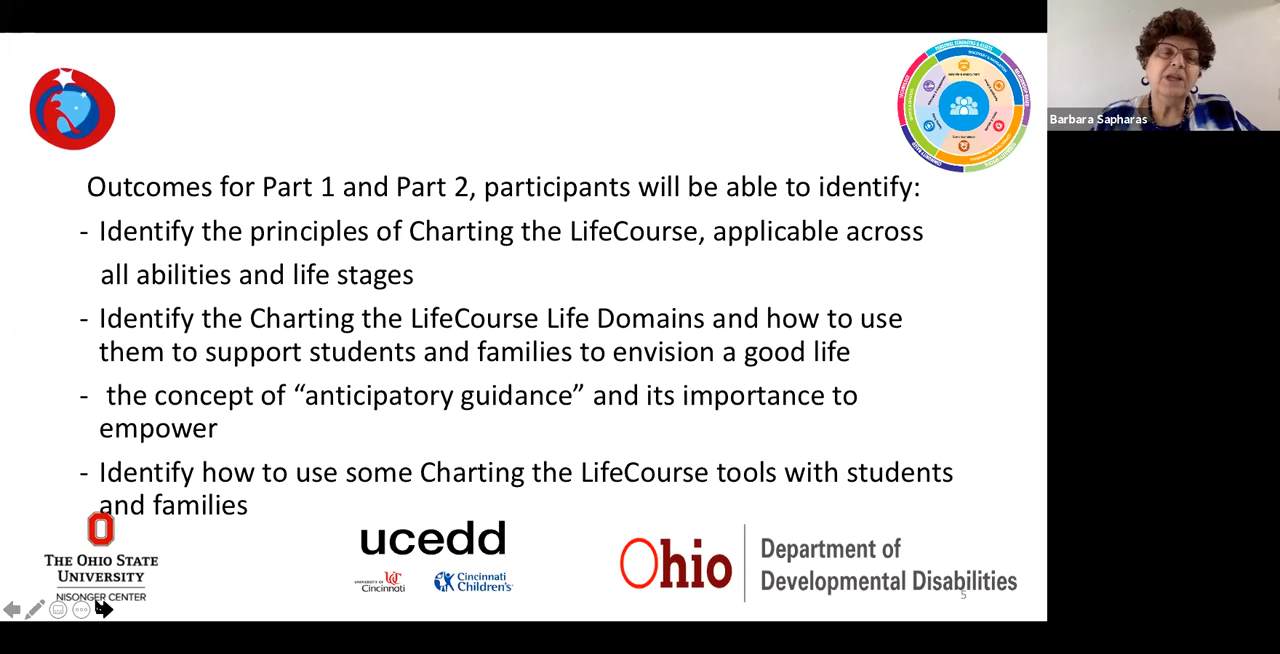 Barbara Sapharas
Outcomes for Part 1 and Part 2, participants will be able to identify:
- Identify the principles of Charting the LifeCourse, applicable across
all abilities and life stages
- Identify the Charting the LifeCourse Life Domains and how to use
them to support students and families to envision a good life
- the concept of “anticipatory guidance” and its importance to
empower
- Identify how to use some Charting the LifeCourse tools with students
and families
THE OHIO STATE
UNIVERSITY
NISONGER CENTER
ucedd
UNIVERSITY OF
Cincinnati
Cincinnati
Children's
Ohio
Department of
Developmental Disabilities
5